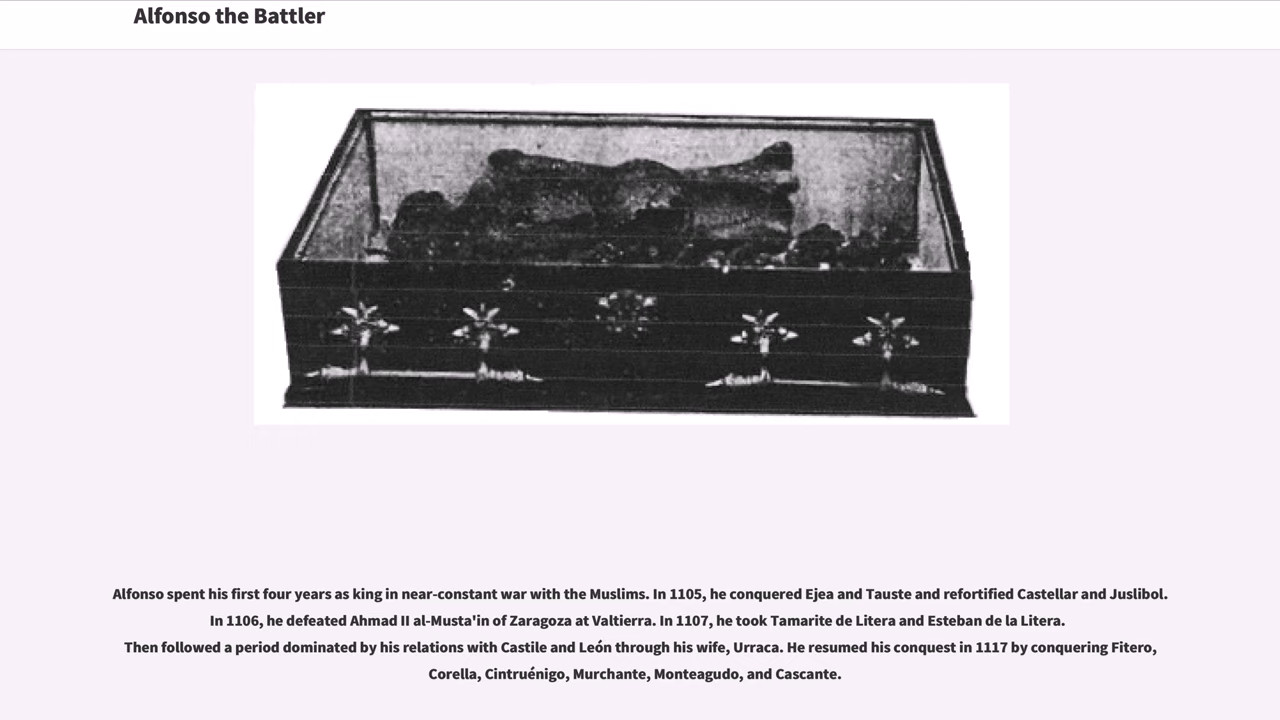 Alfonso the Battler
Alfonso spent his first four years as king in near-constant war with the Muslims. In 1105, he conquered Ejea and Tauste and refortified Castellar and Juslibol.
In 1106, he defeated Ahmad II al-Musta'in of Zaragoza at Valtierra. In 1107, he took Tamarite de Litera and Esteban de la Litera.
Then followed a period dominated by his relations with Castile and León through his wife, Urraca. He resumed his conquest in 1117 by conquering Fitero,
Corella, Cintruénigo, Murchante, Monteagudo, and Cascante.